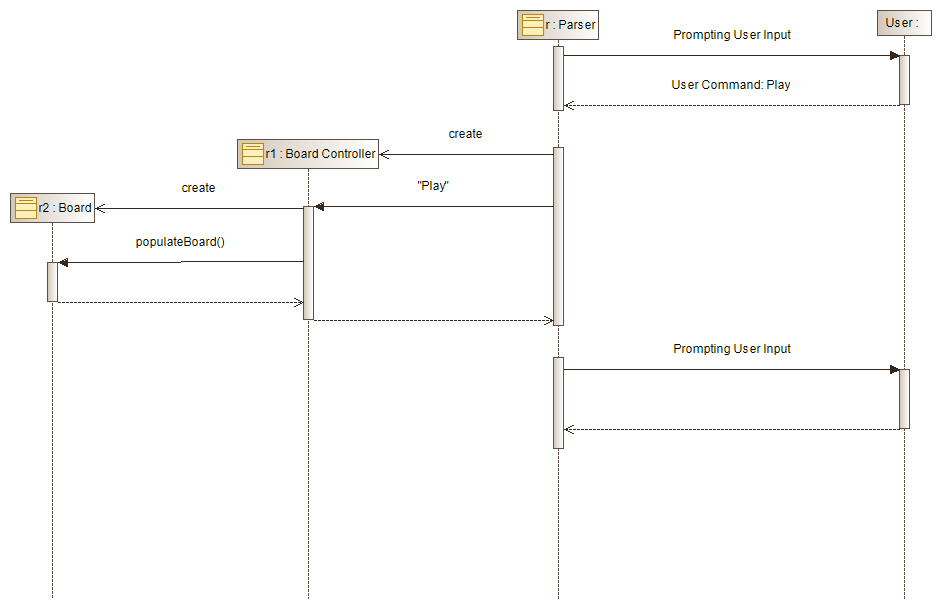 r : Parser
User :
Prompting User Input
User Command: Play
create
r1 : Board Controller
"Play"
create
r2 : Board
populateBoard()
Prompting User Input